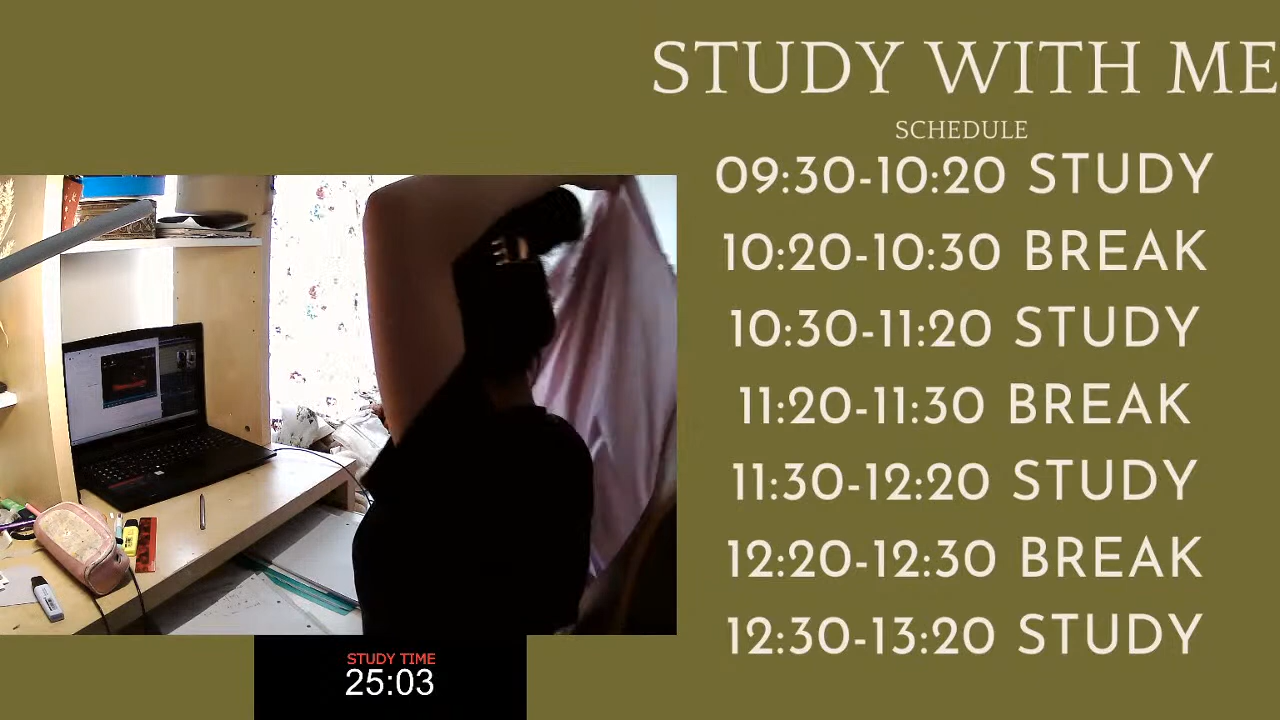 STUDY WITH ME
SCHEDULE
09:30-10:20 STUDY
10:20-10:30 BREAK
10:30-11:20 STUDY
11:20-11:30 BREAK
11:30-12:20 STUDY
12:20-12:30 BREAK
12:30-13:20 STUDY
STUDY TIME
25:03